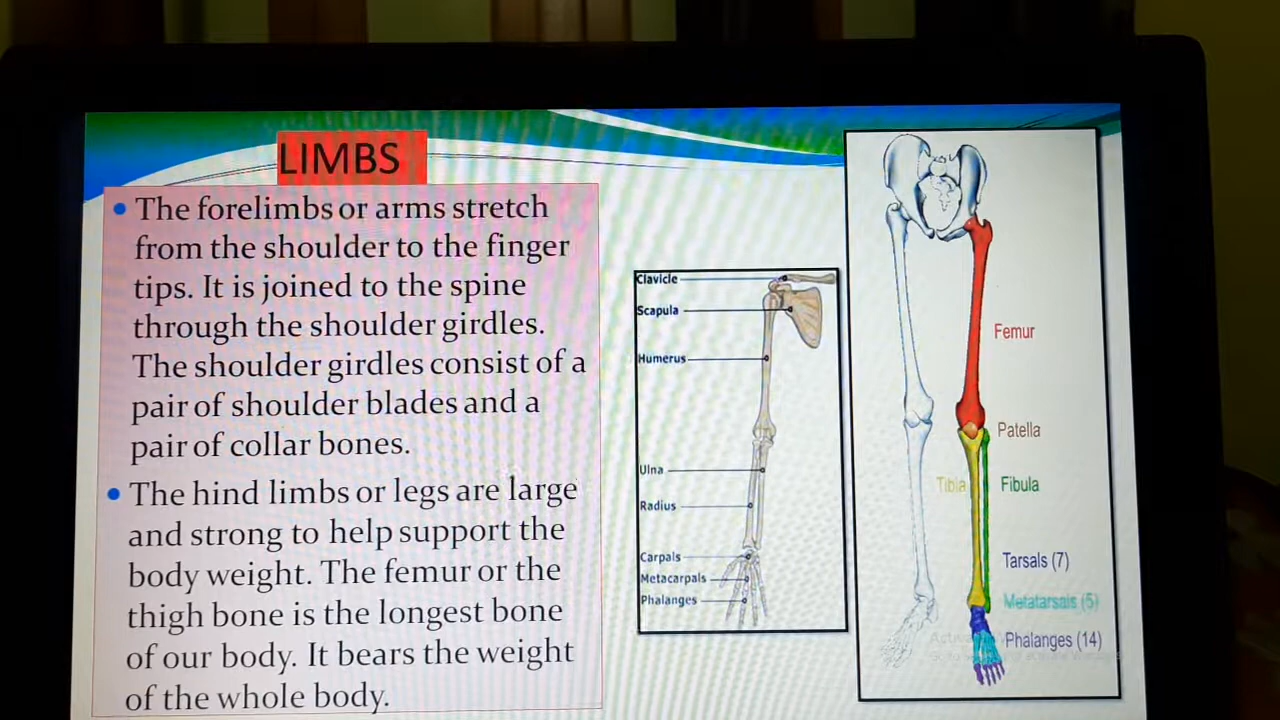 LIMBS
• The forelimbs or arms stretch
from the shoulder to the finger
tips. It is joined to the spine
through the shoulder girdles.
The shoulder girdles consist of a
pair of shoulder blades and a
pair of collar bones.
• The hind limbs or legs are large
and strong to help support the
body weight. The femur or the
thigh bone is the longest bone
of our body. It bears the weight
of the whole body.
Clavicle
Scapula
Humerus
Ulna
Radius
Carpals
Metacarpals
Phalanges
Femur
Patella
Tibia
Fibula
Tarsals (7)
Metatarsals (5)
Phalanges (14)